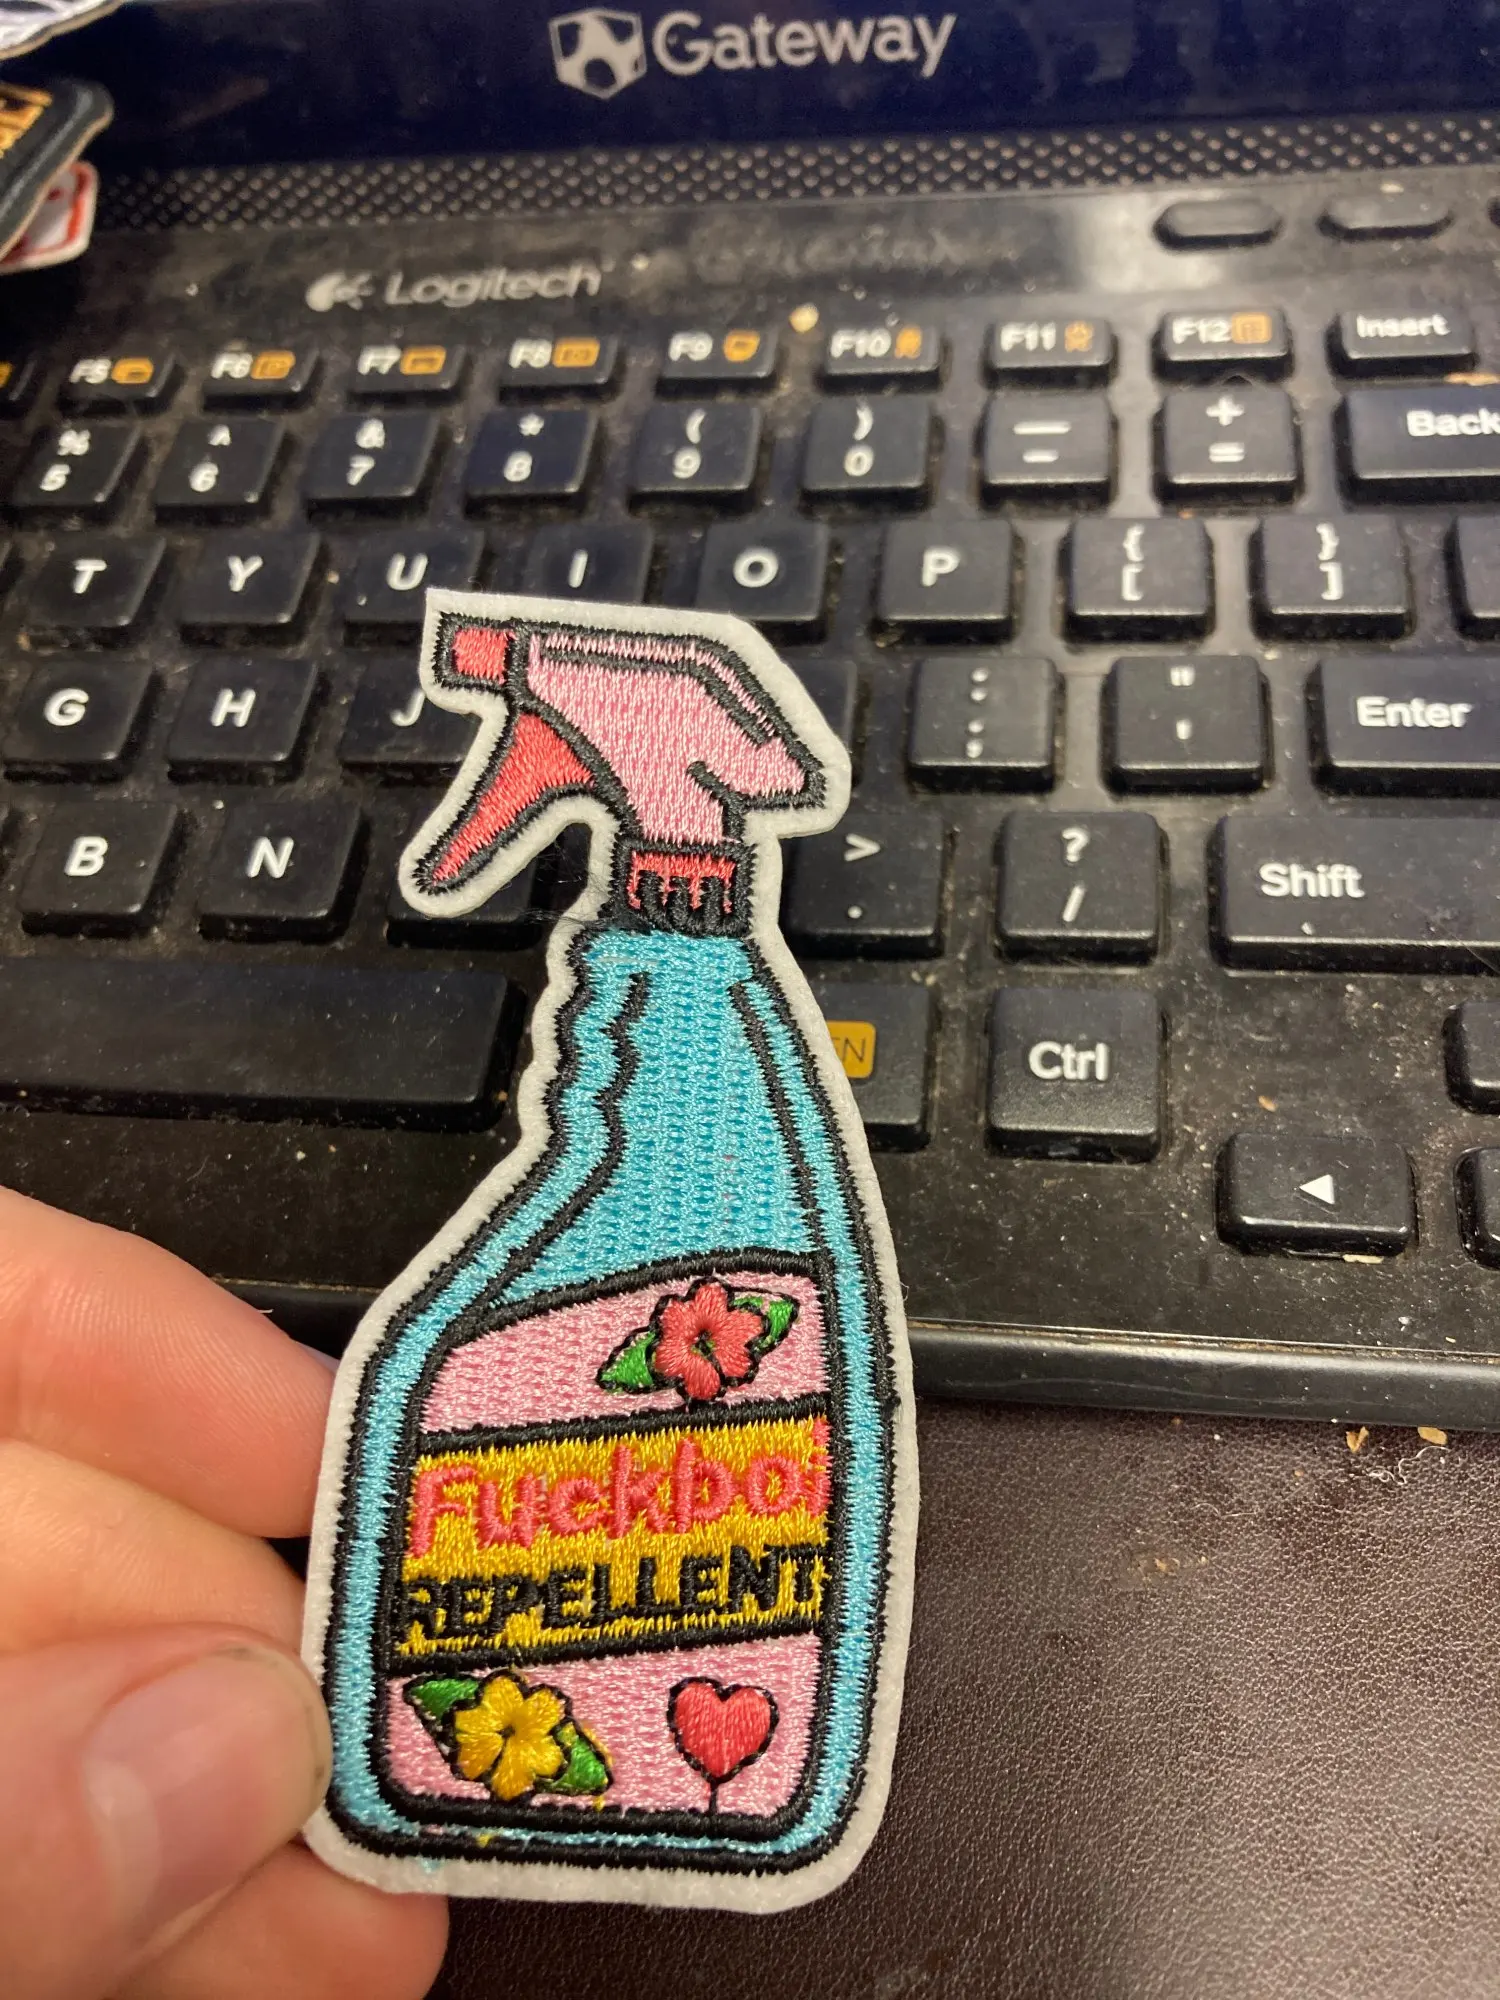 Gateway
Logitech
F5 F6 F7 F8 F9 F10 F11 F12 Insert
% ^ & * ( ) — +
5 6 7 8 9 0 - = Back
T Y U I O P { }
[ ]
G H J : " Enter
; '
B N > ? Shift
. /
FN Ctrl
◀
Fuckbo
REPELLENT